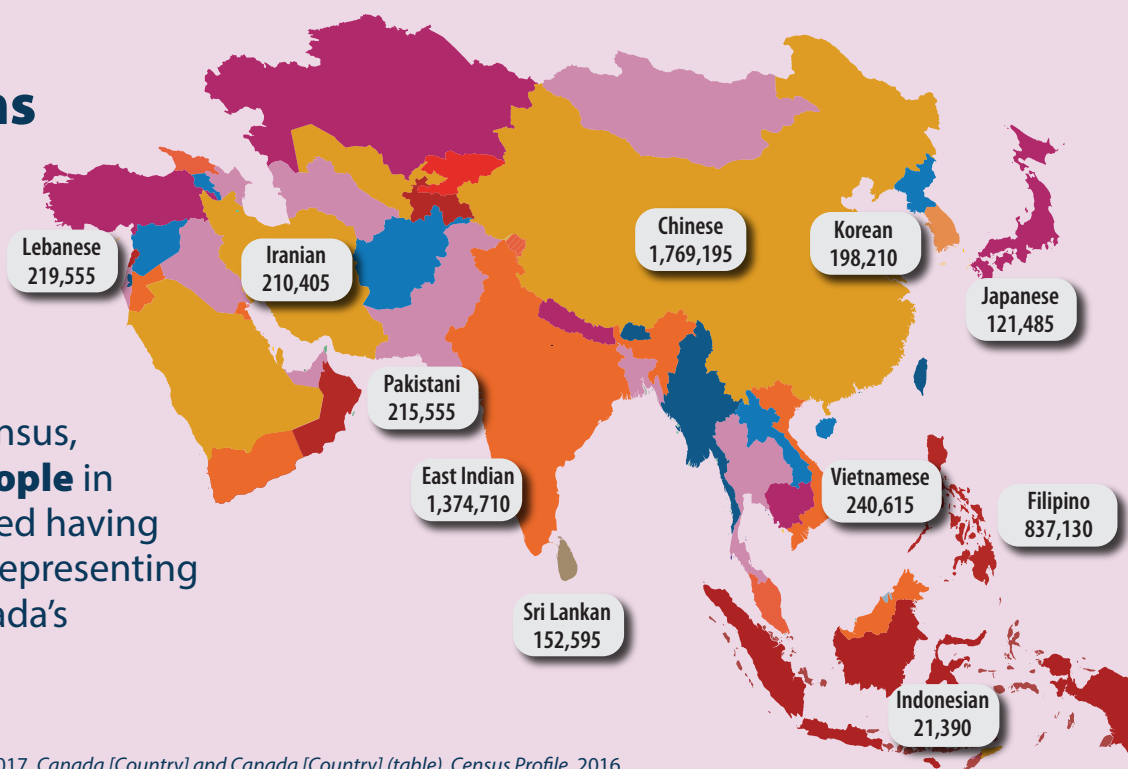 ns
nsus,
ople in
ed having
epresenting
ada's
Lebanese
219,555
Iranian
210,405
Chinese
1,769,195
Korean
198,210
Japanese
121,485
Pakistani
215,555
East Indian
1,374,710
Vietnamese
240,615
Filipino
837,130
Sri Lankan
152,595
Indonesian
21,390
017. Canada [Country] and Canada [Country] (table). Census Profile. 2016